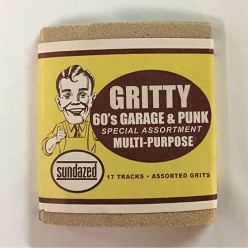 GRITTY
60's GARAGE & PUNK
SPECIAL ASSORTMENT
MULTI-PURPOSE
sundazed
17 TRACKS • ASSORTED GRITS